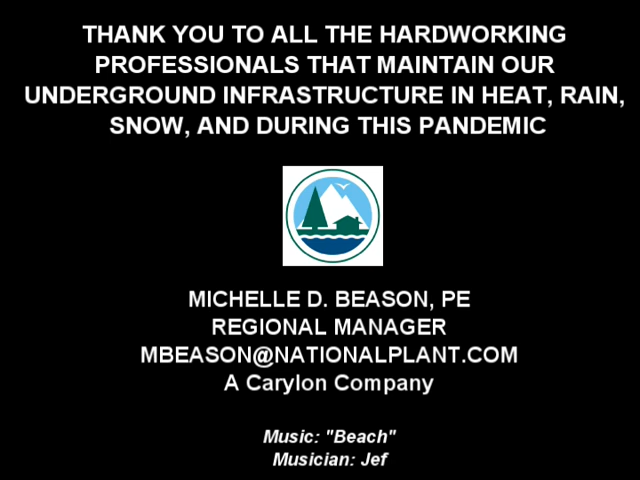 THANK YOU TO ALL THE HARDWORKING
PROFESSIONALS THAT MAINTAIN OUR
UNDERGROUND INFRASTRUCTURE IN HEAT, RAIN,
SNOW, AND DURING THIS PANDEMIC
MICHELLE D. BEASON, PE
REGIONAL MANAGER
MBEASON@NATIONALPLANT.COM
A Carylon Company
Music: "Beach"
Musician: Jef